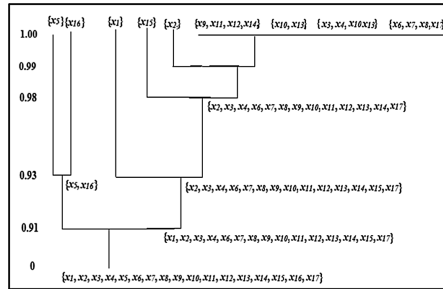 {x5} {x16} {x1} {x15} {x2} {x9, x11, x12, x14} {x10, x13} {x3, x4, x10 x13} {x6, x7, x8, x17}
1.00
0.99
0.98
{x2, x3, x4, x6, x7, x8, x9, x10, x11, x12, x13, x14, x17}
0.93
{x5, x16}
{x2, x3, x4, x6, x7, x8, x9, x10, x11, x12, x13, x14, x15, x17}
0.91
{x1, x2, x3, x4, x6, x7, x8, x9, x10, x11, x12, x13, x14, x15, x17}
0
{x1, x2, x3, x4, x5, x6, x7, x8, x9, x10, x11, x12, x13, x14, x15, x16, x17}